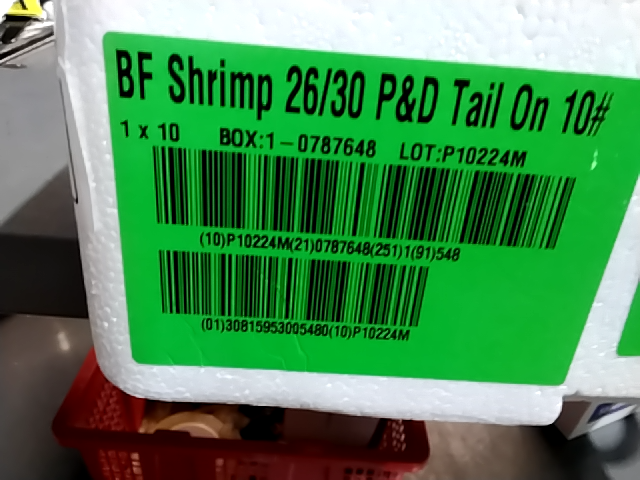 BF Shrimp 26/30 P&D Tail On 10#
1 x 10 BOX:1-0787648 LOT:P10224M
(10)P10224M(21)0787648(251)1(91)548
(01)30815953005480(10)P10224M